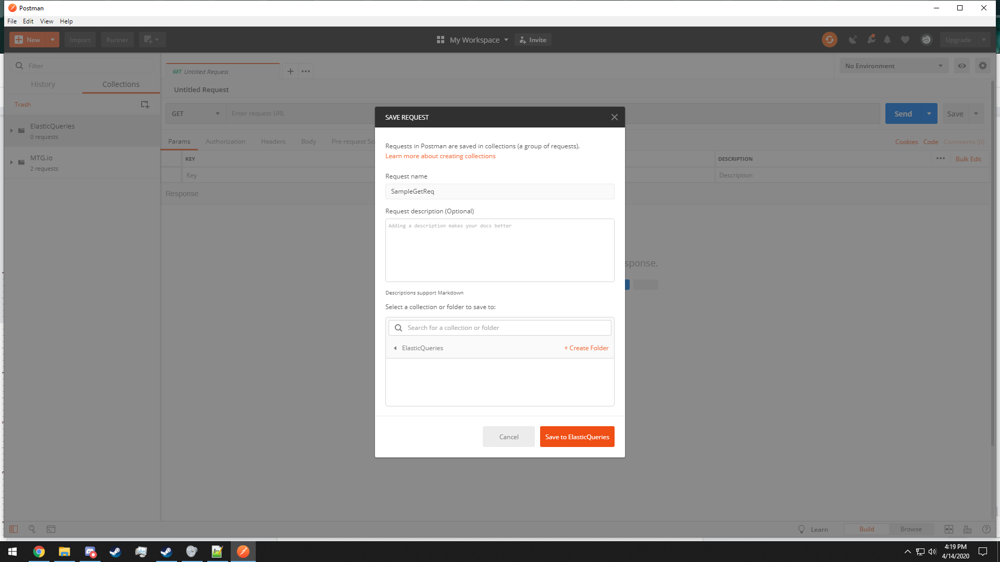 Postman
File Edit View Help
New Import Runner My Workspace Invite Upgrade
Filter
History Collections
Trash
ElasticQueries
0 requests
MTG.io
2 requests
GET Untitled Request
No Environment
Untitled Request
GET Enter request URL Send Save
Params Authorization Headers Body Pre-request Sc Cookies Code Comments (0)
KEY DESCRIPTION Bulk Edit
Key Description
Response
sponse.
SAVE REQUEST
Requests in Postman are saved in collections (a group of requests).
Learn more about creating collections
Request name
SampleGetReq
Request description (Optional)
Adding a description makes your docs better
Descriptions support Markdown
Select a collection or folder to save to:
Search for a collection or folder
ElasticQueries + Create Folder
Cancel Save to ElasticQueries
Learn Build Browse
4:19 PM
4/14/2020